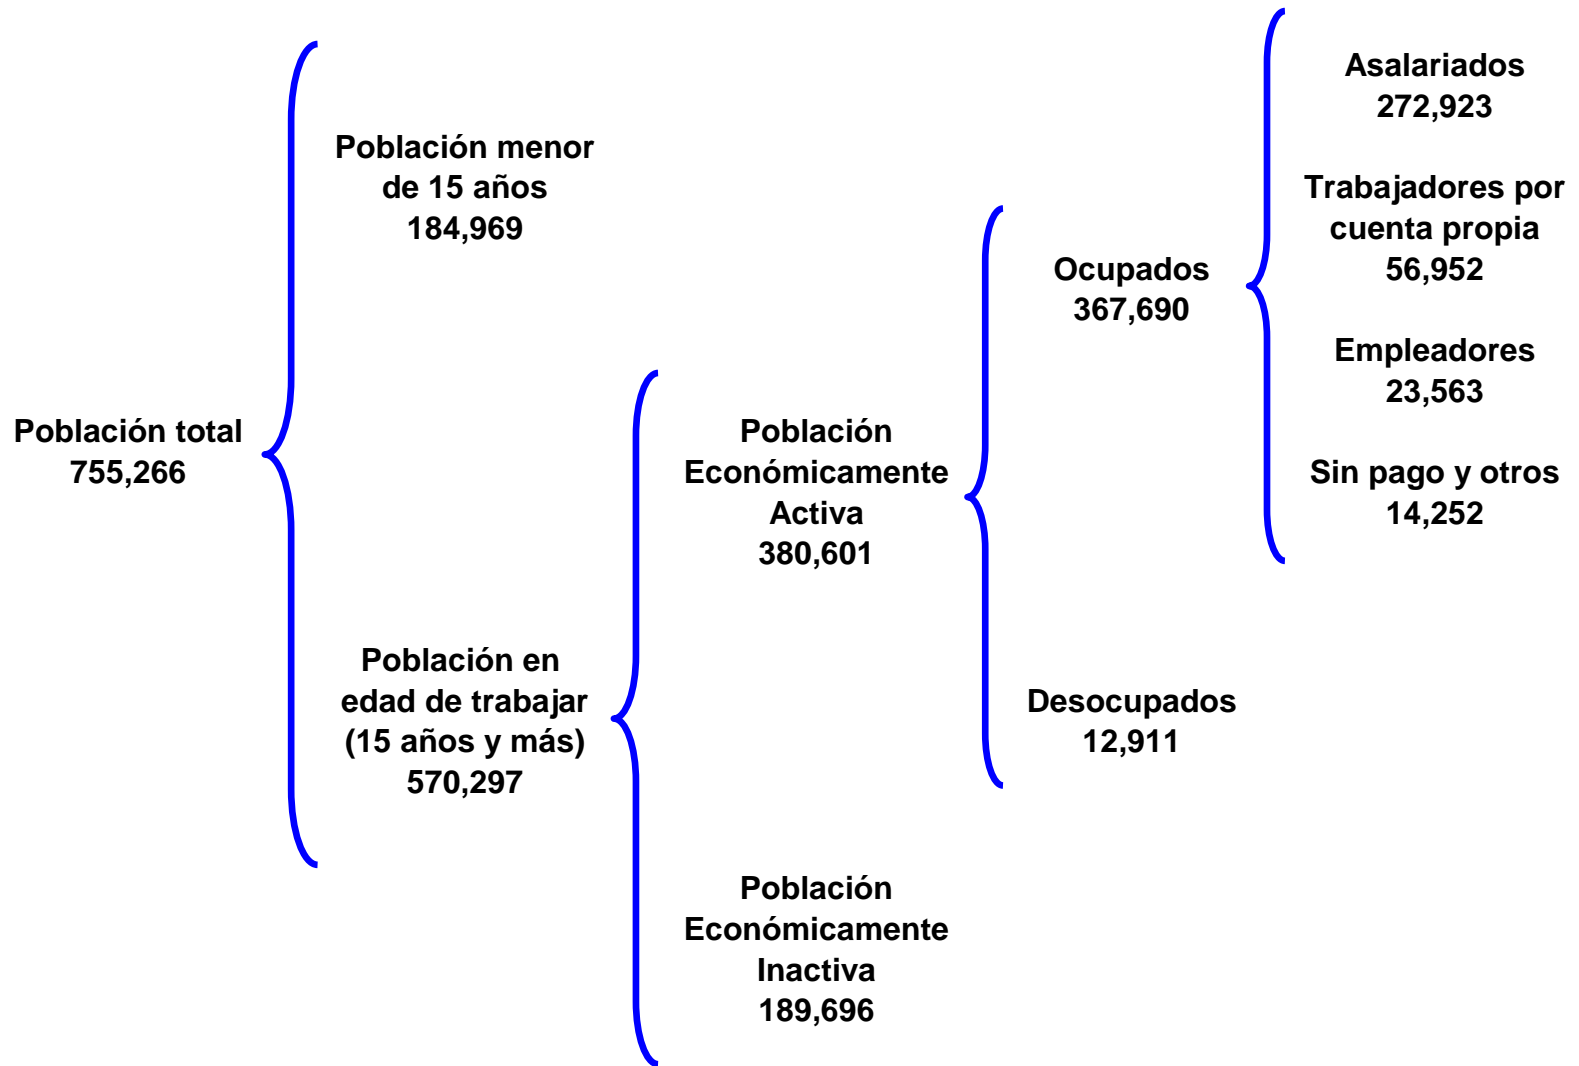 Población total
755,266
Población menor
de 15 años
184,969
Población en
edad de trabajar
(15 años y más)
570,297
Población
Económicamente
Activa
380,601
Población
Económicamente
Inactiva
189,696
Ocupados
367,690
Desocupados
12,911
Asalariados
272,923
Trabajadores por
cuenta propia
56,952
Empleadores
23,563
Sin pago y otros
14,252